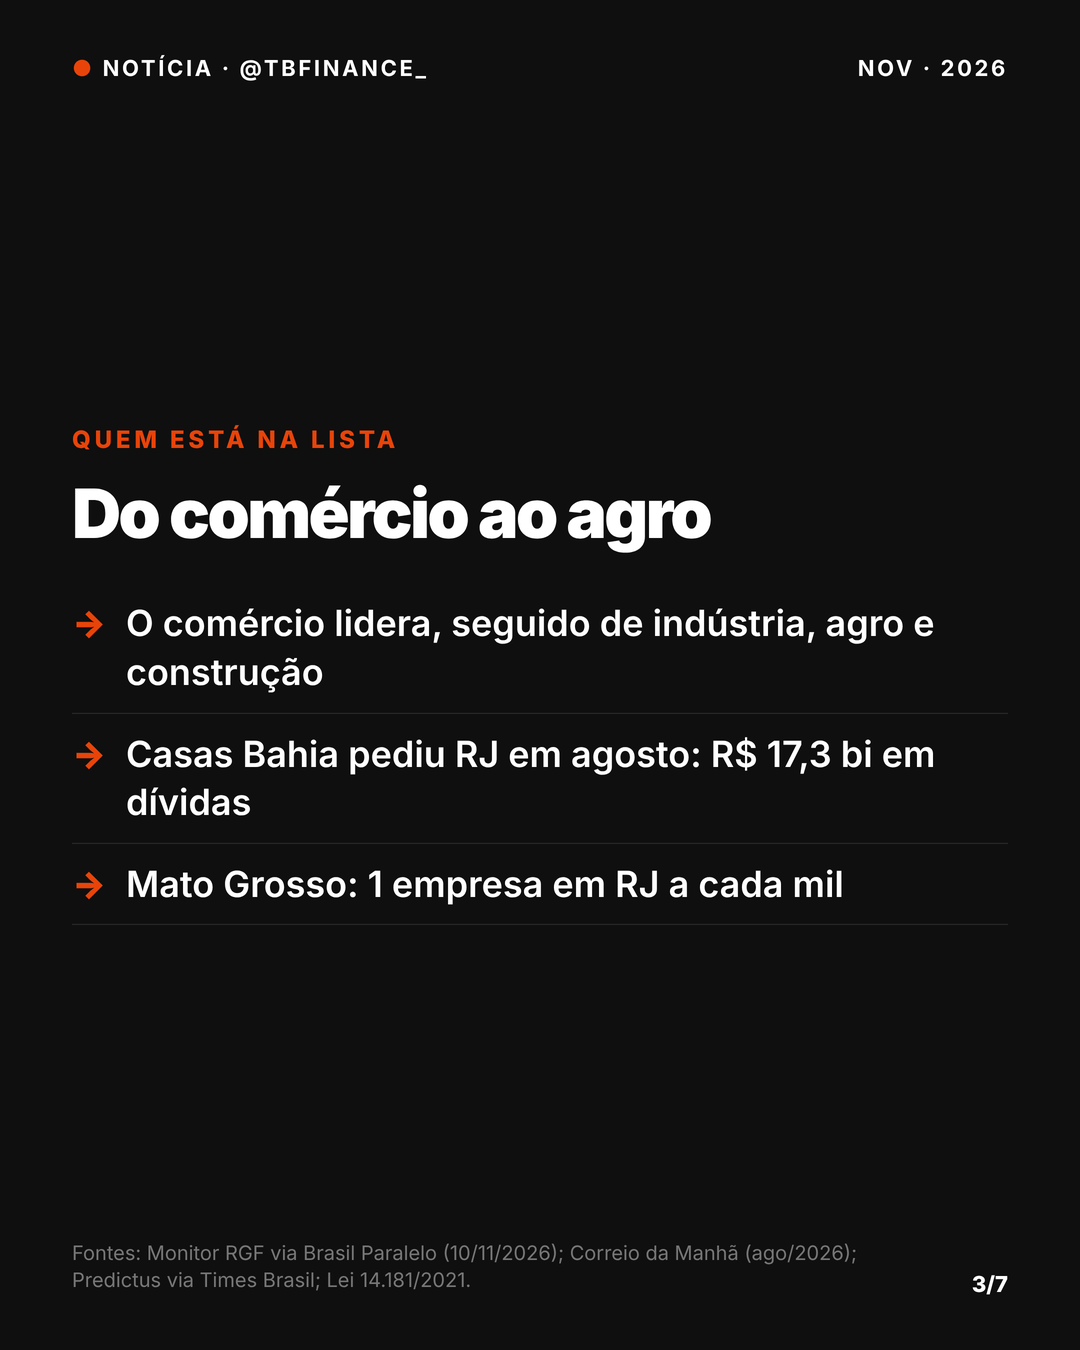 NOTÍCIA · @TBFINANCE_
NOV · 2026
QUEM ESTÁ NA LISTA
Do comércio ao agro
→ O comércio lidera, seguido de indústria, agro e
construção
→ Casas Bahia pediu RJ em agosto: R$ 17,3 bi em
dívidas
→ Mato Grosso: 1 empresa em RJ a cada mil
Fontes: Monitor RGF via Brasil Paralelo (10/11/2026); Correio da Manhã (ago/2026);
Predictus via Times Brasil; Lei 14.181/2021.
3/7